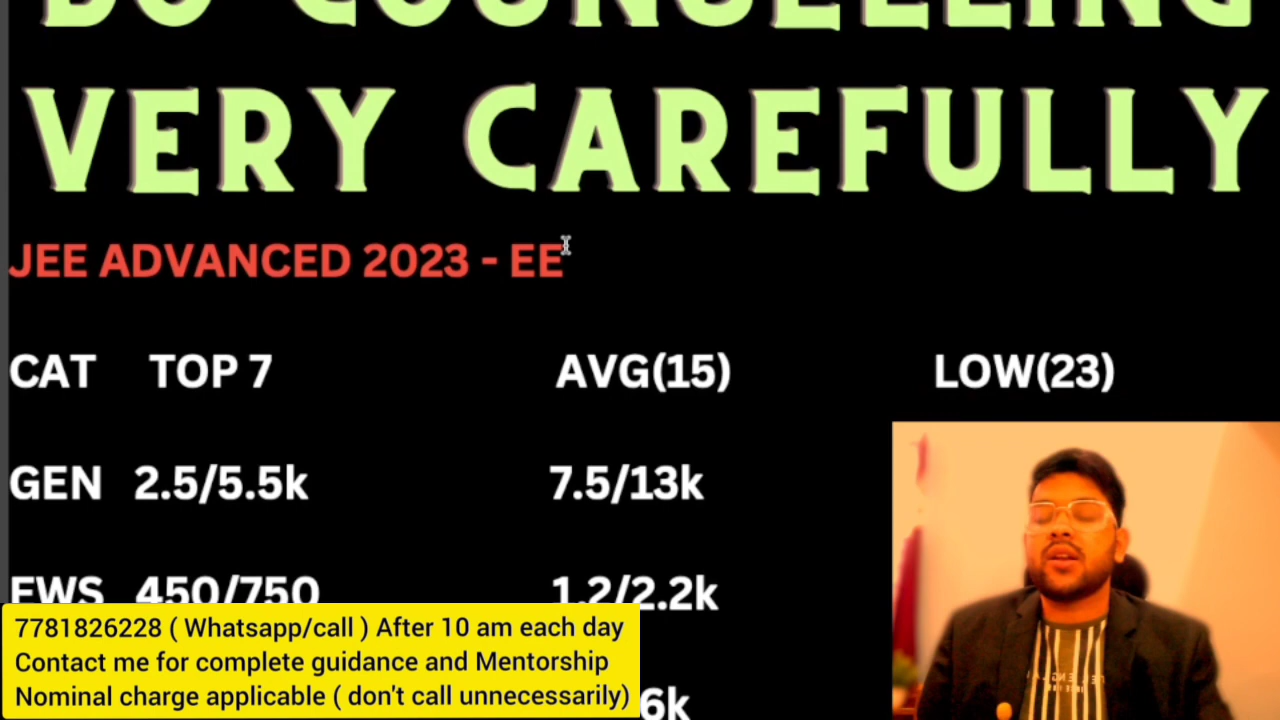 DO COUNSELLING
VERY CAREFULLY
JEE ADVANCED 2023 - EE
CAT TOP 7 AVG(15) LOW(23)
GEN 2.5/5.5k 7.5/13k
EWS 450/750 1.2/2.2k
6k
7781826228 ( Whatsapp/call ) After 10 am each day
Contact me for complete guidance and Mentorship
Nominal charge applicable ( don't call unnecessarily)